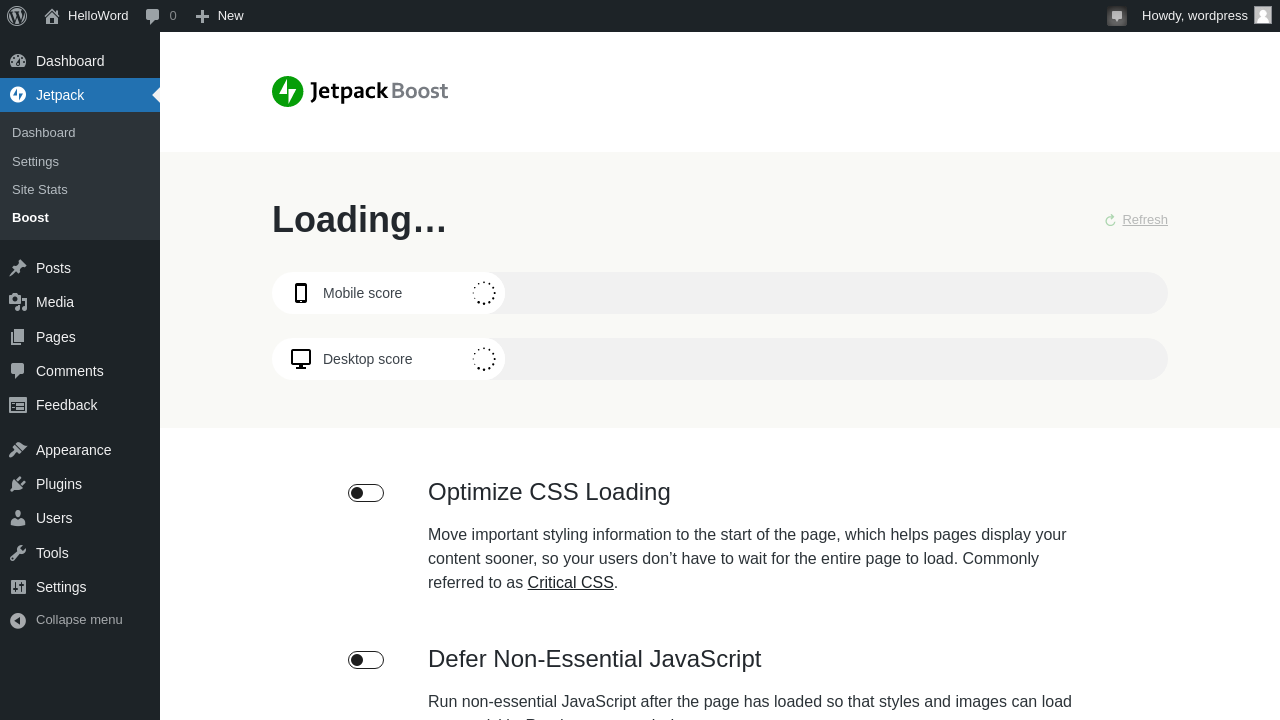 HelloWord
0
New
Howdy, wordpress
Dashboard
Jetpack
Dashboard
Settings
Site Stats
Boost
Posts
Media
Pages
Comments
Feedback
Appearance
Plugins
Users
Tools
Settings
Collapse menu
Jetpack Boost
Loading…
Refresh
Mobile score
Desktop score
Optimize CSS Loading
Move important styling information to the start of the page, which helps pages display your
content sooner, so your users don’t have to wait for the entire page to load. Commonly
referred to as Critical CSS.
Defer Non-Essential JavaScript
Run non-essential JavaScript after the page has loaded so that styles and images can load